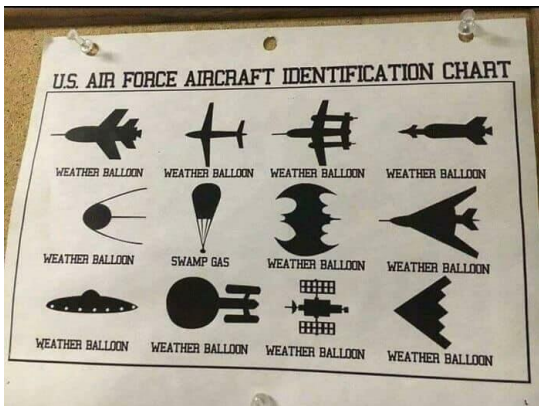 U.S. AIR FORCE AIRCRAFT IDENTIFICATION CHART
WEATHER BALLOON WEATHER BALLOON WEATHER BALLOON WEATHER BALLOON
WEATHER BALLOON SWAMP GAS WEATHER BALLOON WEATHER BALLOON
WEATHER BALLOON WEATHER BALLOON WEATHER BALLOON WEATHER BALLOON